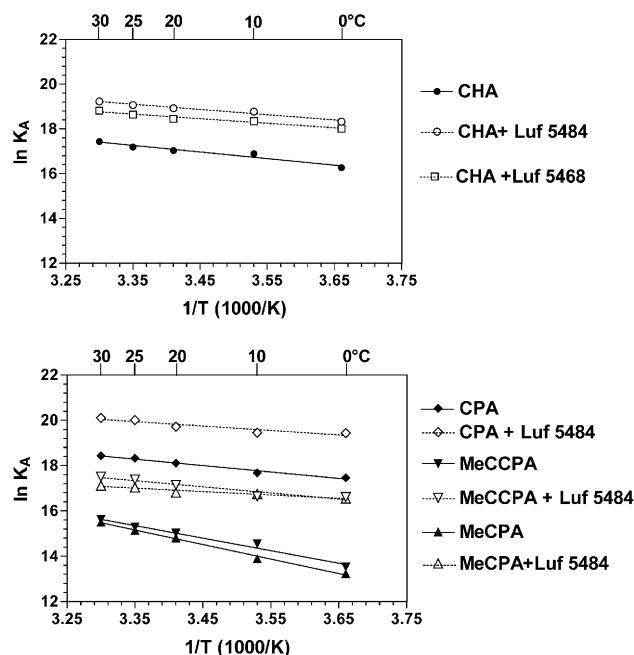 30 25 20 10 0°C
22
20
18
16
14
12
ln KA
3.25 3.35 3.45 3.55 3.65 3.75
1/T (1000/K)
CHA
CHA+ Luf 5484
CHA +Luf 5468
30 25 20 10 0°C
22
20
18
16
14
12
ln KA
3.25 3.35 3.45 3.55 3.65 3.75
1/T (1000/K)
CPA
CPA + Luf 5484
MeCCPA
MeCCPA + Luf 5484
MeCPA
MeCPA+Luf 5484